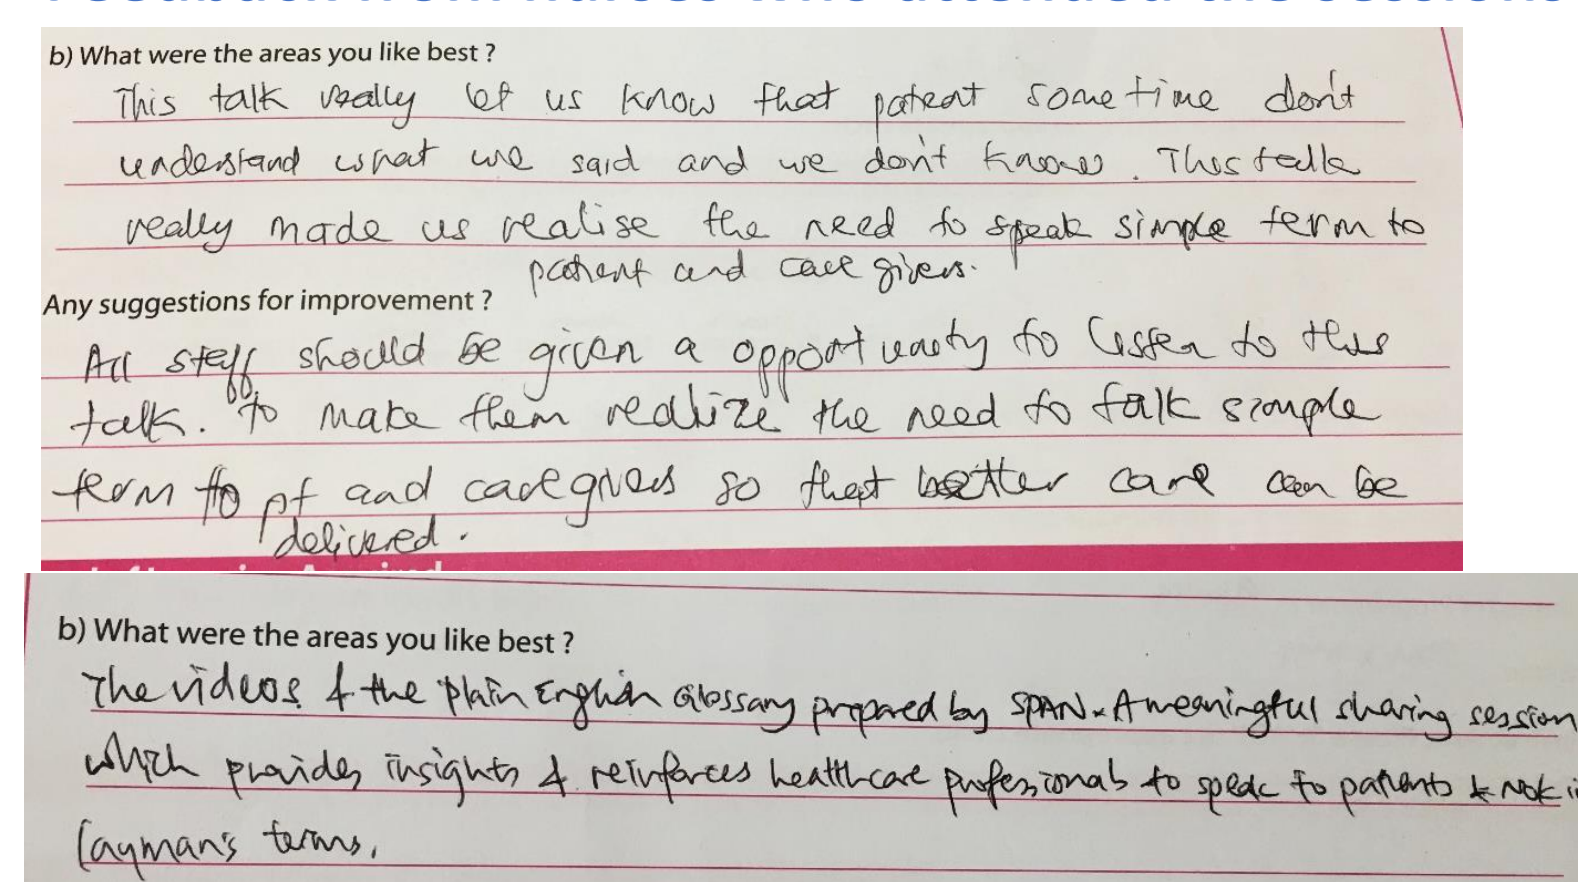 b) What were the areas you like best ?
This talk really let us know that patient sometime don't
understand what we said and we don't know. This talk
really made us realise the need to speak simple term to
patient and care givers.
Any suggestions for improvement ?
All staff should be given a opportunity to listen to this
talk. To make them realize the need to talk simple
term to pt and caregivers so that better care can be
delivered.
b) What were the areas you like best ?
The videos & the plain English Glossary prepared by SPAN. A meaningful sharing session
which provides insights & reinforces healthcare professionals to speak to patients & NOK i
layman's terms.